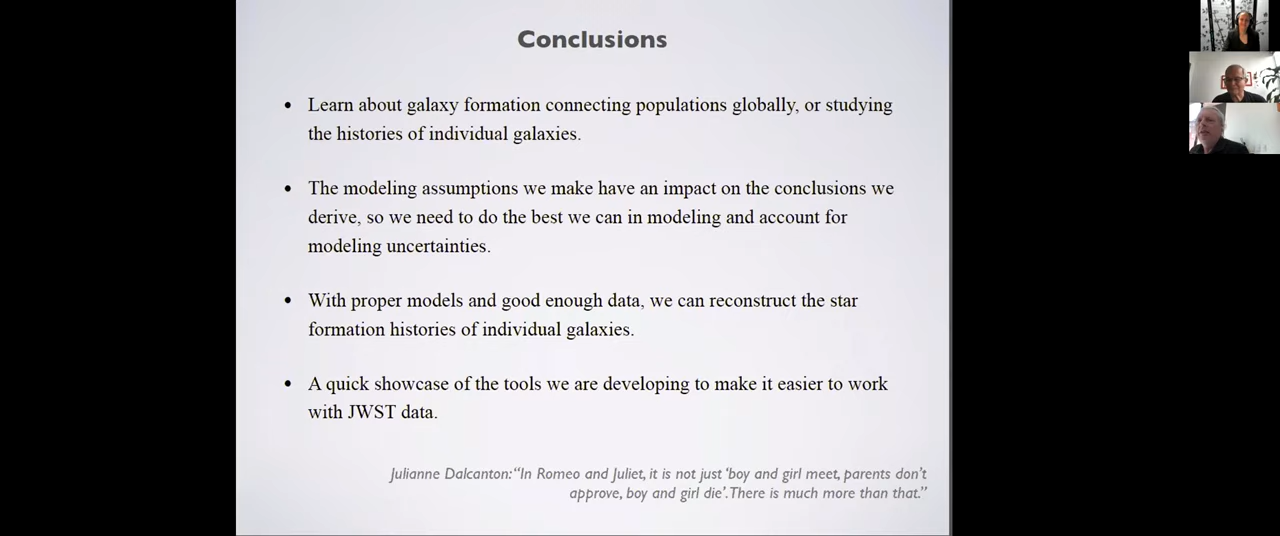 Conclusions
• Learn about galaxy formation connecting populations globally, or studying
the histories of individual galaxies.
• The modeling assumptions we make have an impact on the conclusions we
derive, so we need to do the best we can in modeling and account for
modeling uncertainties.
• With proper models and good enough data, we can reconstruct the star
formation histories of individual galaxies.
• A quick showcase of the tools we are developing to make it easier to work
with JWST data.
Julianne Dalcanton: “In Romeo and Juliet, it is not just ‘boy and girl meet, parents don’t
approve, boy and girl die’. There is much more than that.”